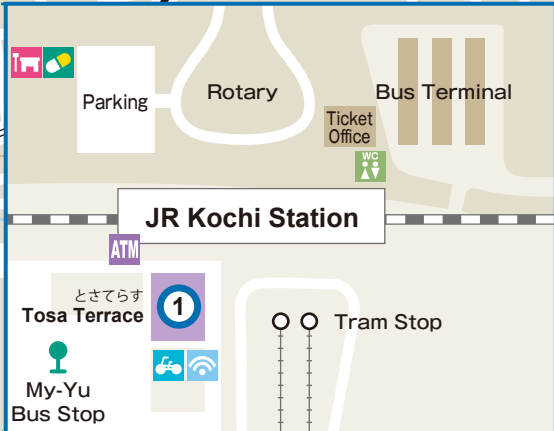 Parking
Rotary
Bus Terminal
Ticket
Office
WC
JR Kochi Station
ATM
とさてらす
Tosa Terrace
1
Tram Stop
My-Yu
Bus Stop